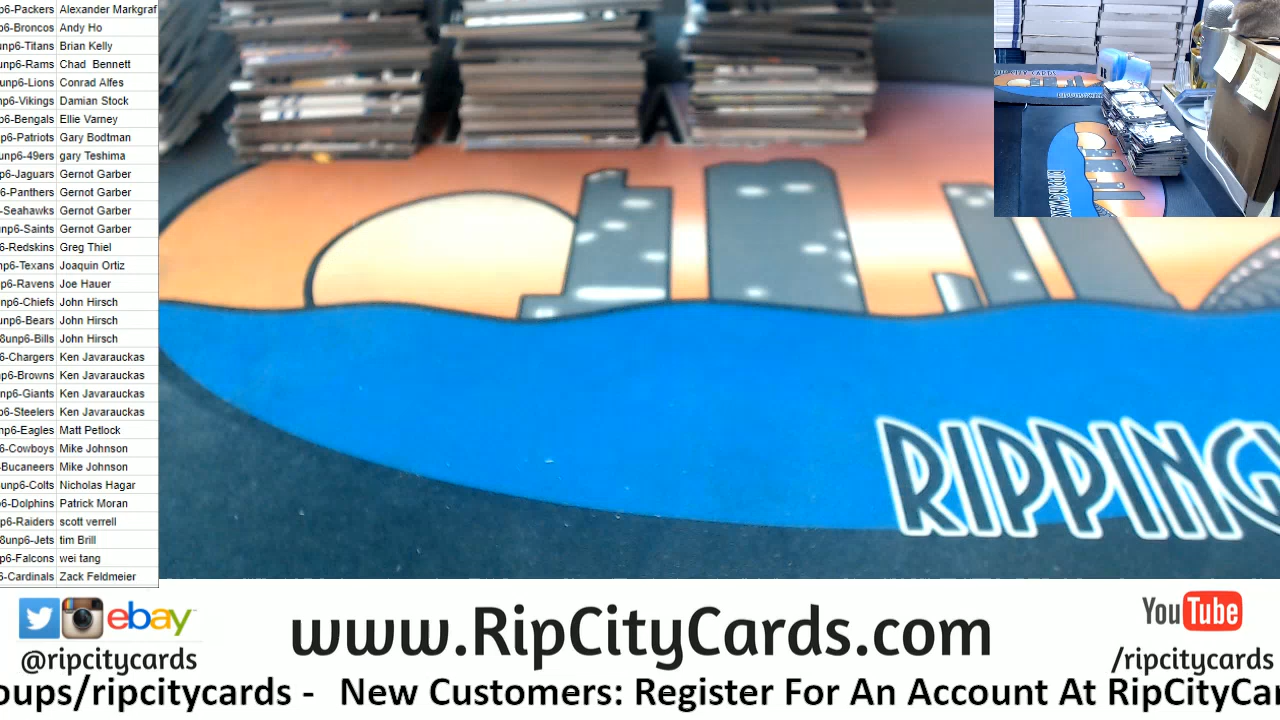 p6-Packers Alexander Markgraf
p6-Broncos Andy Ho
unp6-Titans Brian Kelly
unp6-Rams Chad Bennett
unp6-Lions Conrad Alfes
p6-Vikings Damian Stock
p6-Bengals Ellie Varney
p6-Patriots Gary Bodtman
unp6-49ers gary Teshima
p6-Jaguars Gernot Garber
6-Panthers Gernot Garber
-Seahawks Gernot Garber
unp6-Saints Gernot Garber
6-Redskins Greg Thiel
np6-Texans Joaquin Ortiz
p6-Ravens Joe Hauer
np6-Chiefs John Hirsch
unp6-Bears John Hirsch
8unp6-Bills John Hirsch
6-Chargers Ken Javarauckas
np6-Browns Ken Javarauckas
np6-Giants Ken Javarauckas
p6-Steelers Ken Javarauckas
np6-Eagles Matt Petlock
6-Cowboys Mike Johnson
-Bucaneers Mike Johnson
unp6-Colts Nicholas Hagar
p6-Dolphins Patrick Moran
np6-Raiders scott verrell
8unp6-Jets tim Brill
np6-Falcons wei tang
6-Cardinals Zack Feldmeier
RIPPING
ebay
@ripcitycards
www.RipCityCards.com
YouTube
/ripcitycards
oups/ripcitycards - New Customers: Register For An Account At RipCityCar